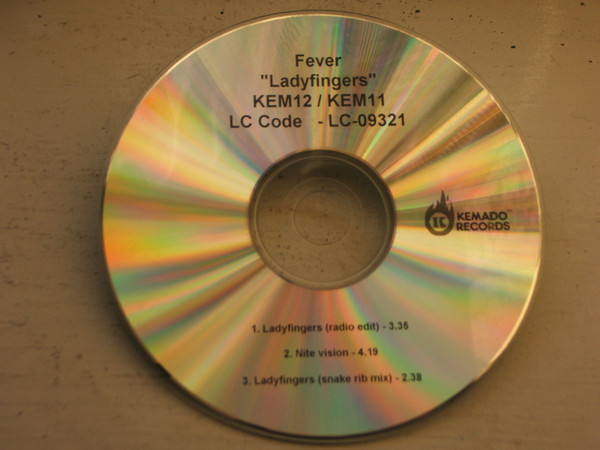 Fever
"Ladyfingers"
KEM12 / KEM11
LC Code - LC-09321
KEMADO™
RECORDS
1. Ladyfingers (radio edit) - 3.35
2. Nite vision - 4.19
3. Ladyfingers (snake rib mix) - 2.38